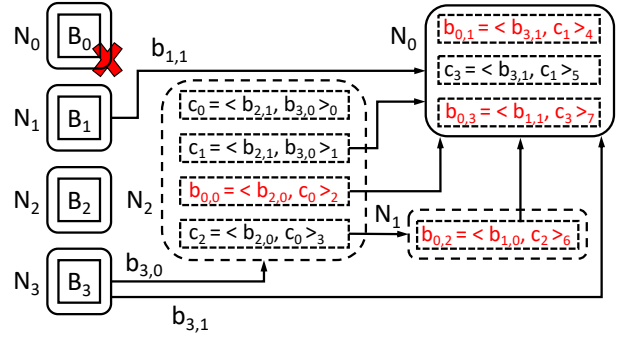 N₀ B₀
b₁,₁
N₁ B₁
N₂ B₂
N₃ B₃
b₃,₀
b₃,₁
N₂
c₀ = < b₂,₁, b₃,₀ >₀
c₁ = < b₂,₁, b₃,₀ >₁
b₀,₀ = < b₂,₀, c₀ >₂
c₂ = < b₂,₀, c₀ >₃
N₁
b₀,₂ = < b₁,₀, c₂ >₆
N₀
b₀,₁ = < b₃,₁, c₁ >₄
c₃ = < b₃,₁, c₁ >₅
b₀,₃ = < b₁,₁, c₃ >₇